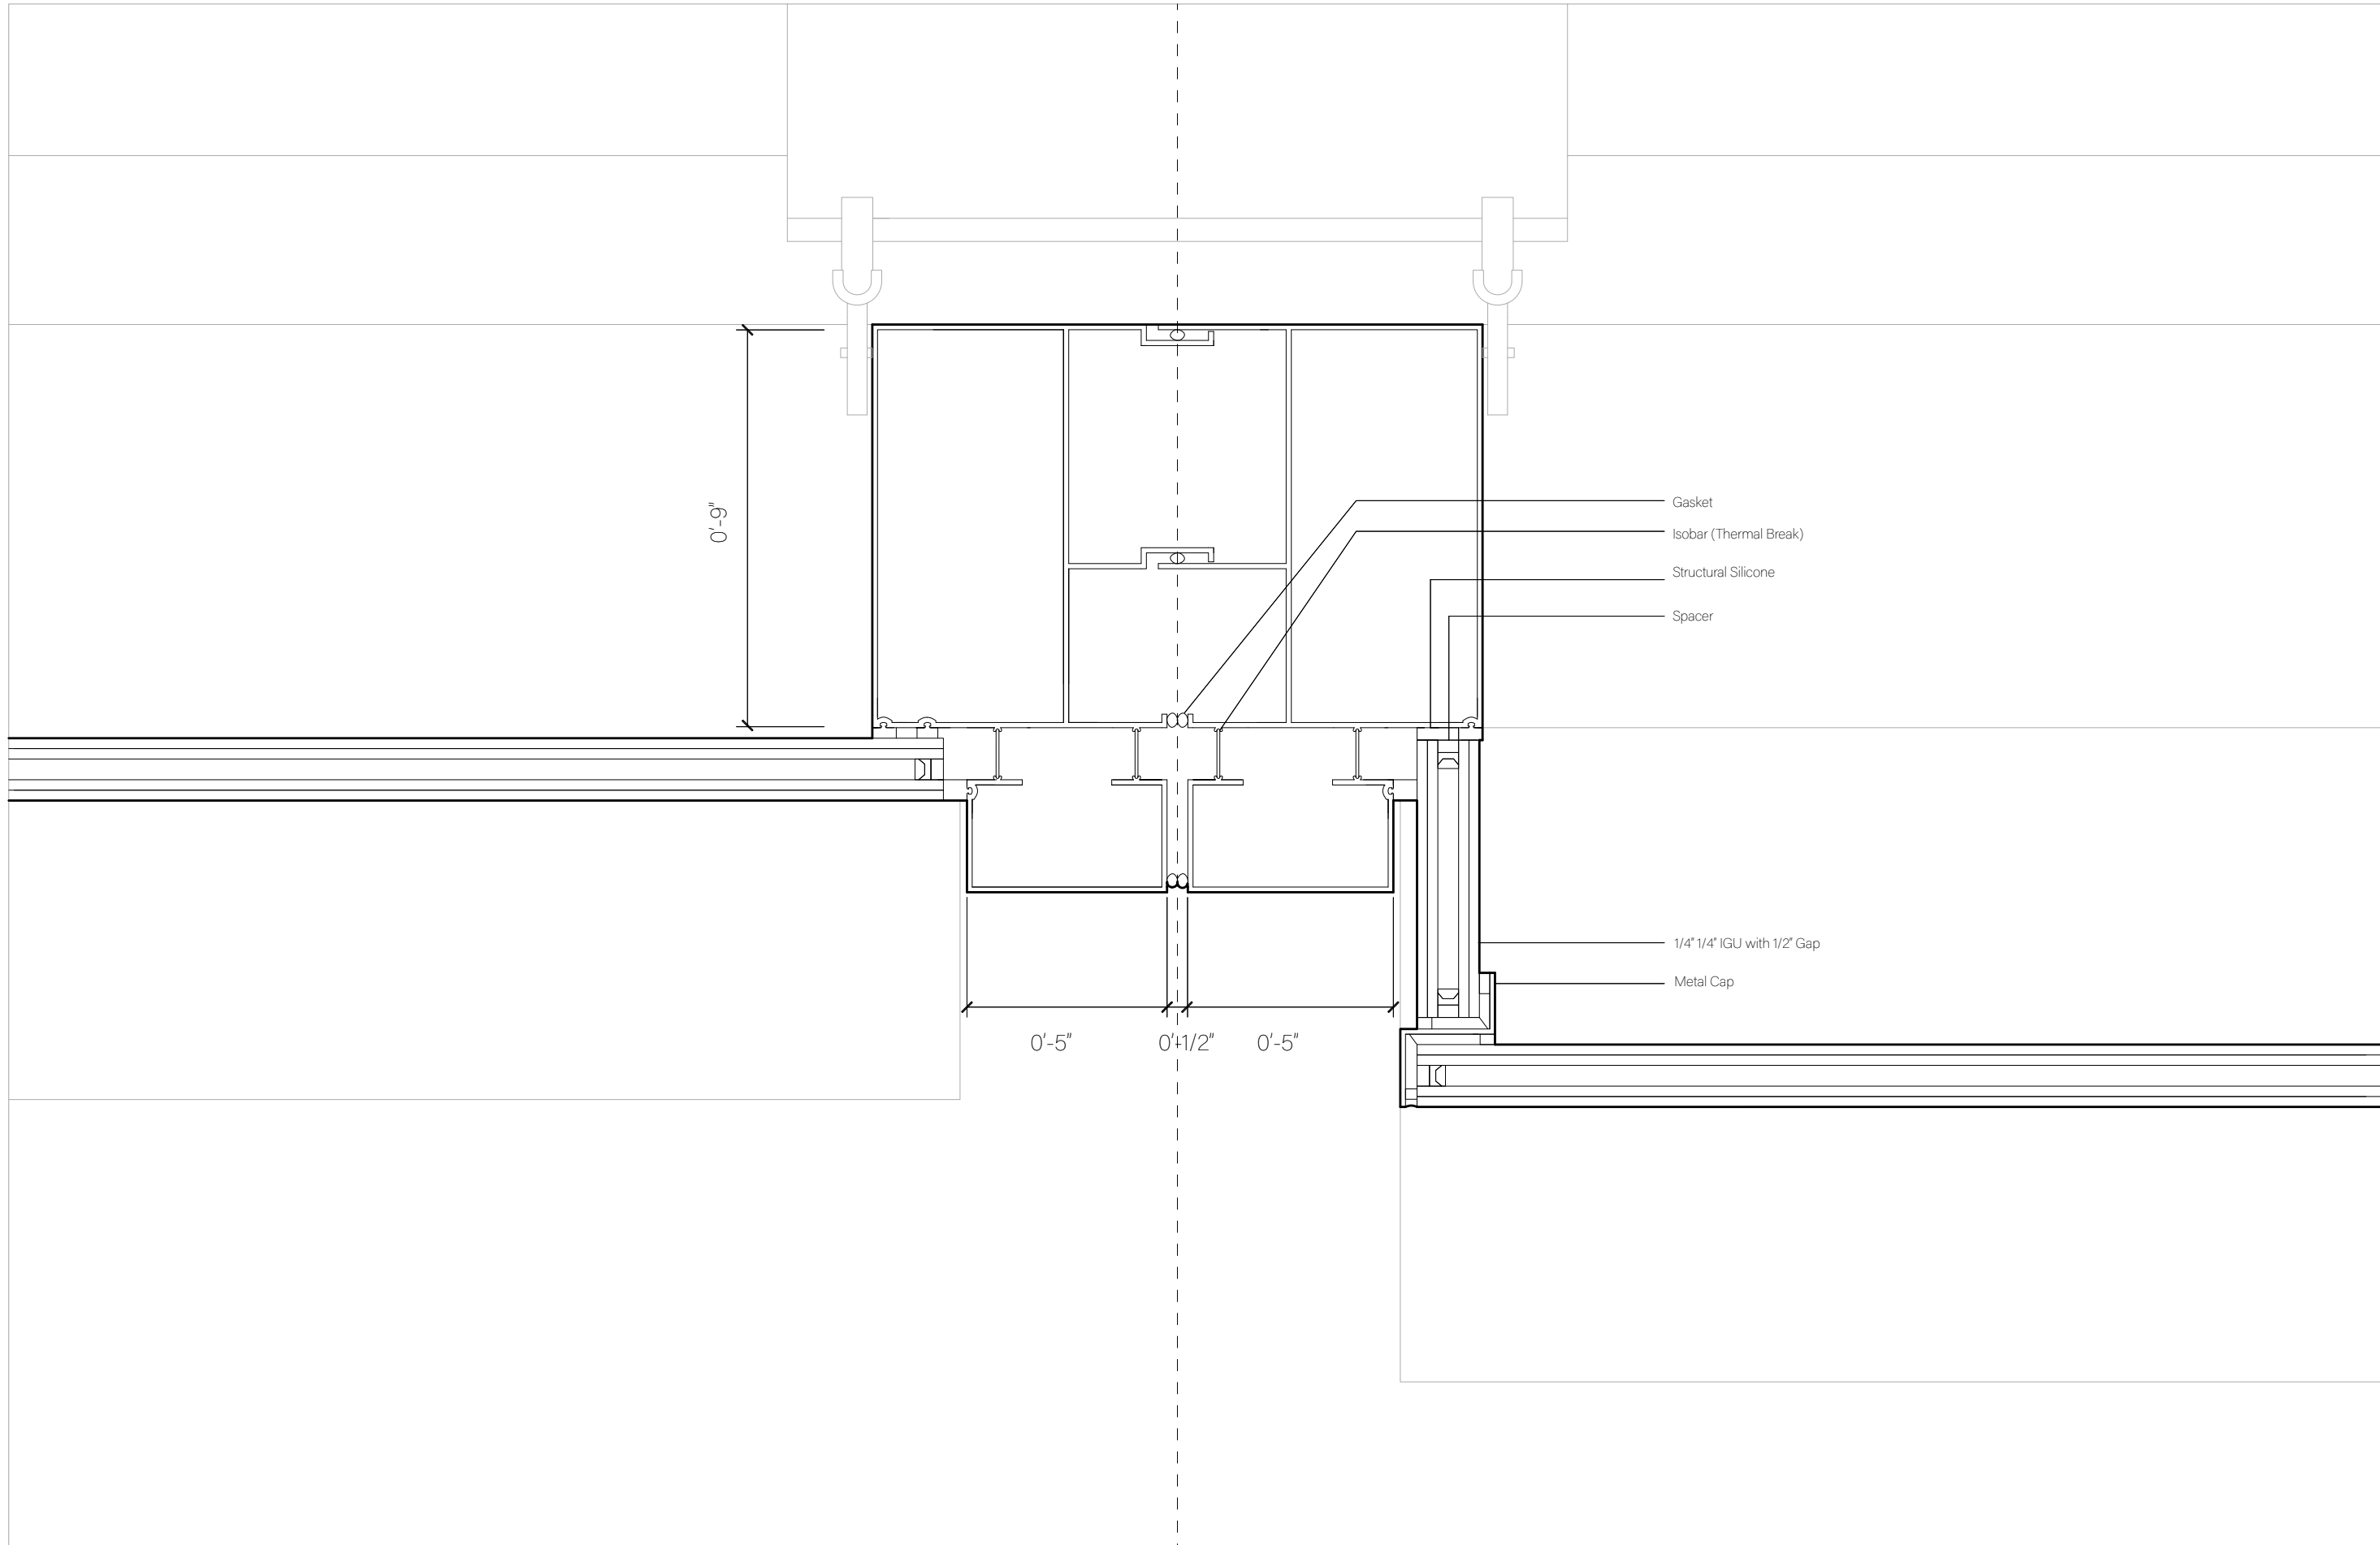 0'-9"
Gasket
Isobar (Thermal Break)
Structural Silicone
Spacer
1/4" 1/4" IGU with 1/2" Gap
Metal Cap
0'-5"
0'-1/2"
0'-5"